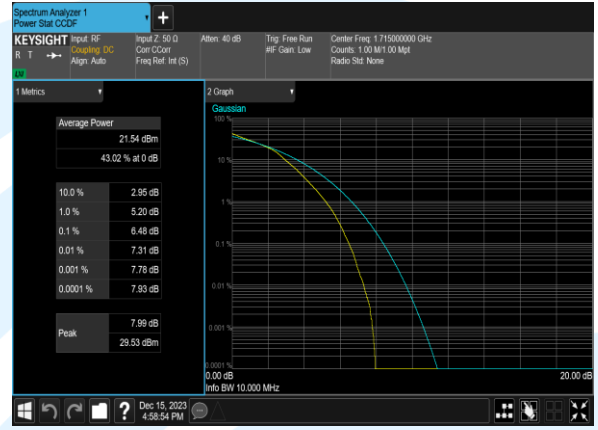 Spectrum Analyzer 1
Power Stat CCDF
KEYSIGHT
R T
LXI
Input: RF
Coupling: DC
Align: Auto
Input Z: 50 Ω
Corr CCorr
Freq Ref: Int (S)
Atten: 40 dB
Trig: Free Run
#IF Gain: Low
Center Freq: 1.715000000 GHz
Counts: 1.00 M/1.00 Mpt
Radio Std: None
1 Metrics
Average Power
21.54 dBm
43.02 % at 0 dB
10.0 % 2.95 dB
1.0 % 5.20 dB
0.1 % 6.48 dB
0.01 % 7.31 dB
0.001 % 7.78 dB
0.0001 % 7.93 dB
Peak
7.99 dB
29.53 dBm
2 Graph
Gaussian
100 %
10 %
1 %
0.1 %
0.01 %
0.001 %
0.0001 %
0.00 dB 20.00 dB
Info BW 10.000 MHz
Dec 15, 2023
4:58:54 PM